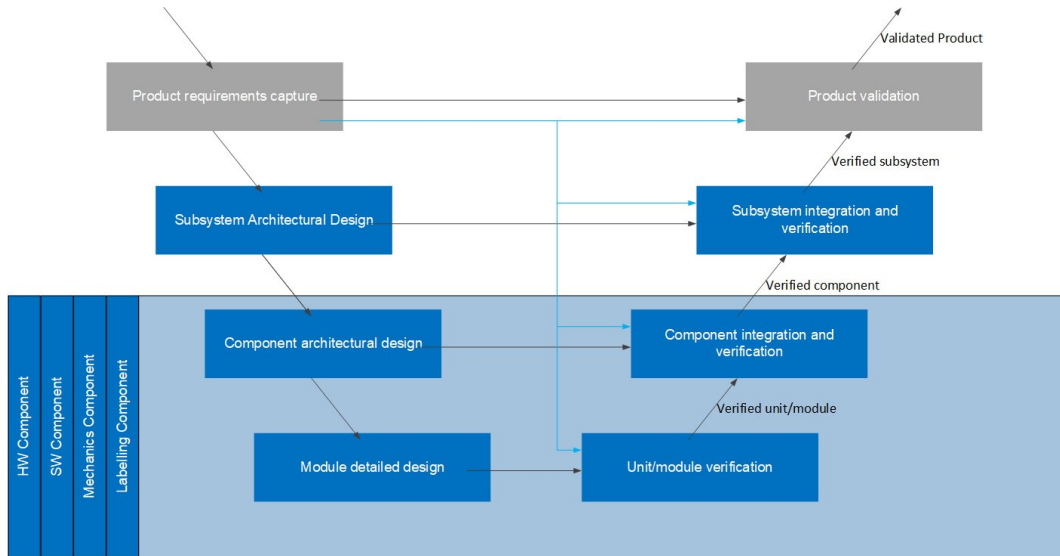 Validated Product
Product requirements capture
Product validation
Verified subsystem
Subsystem Architectural Design
Subsystem integration and
verification
Verified component
HW Component
SW Component
Mechanics Component
Labelling Component
Component architectural design
Component integration and
verification
Verified unit/module
Module detailed design
Unit/module verification